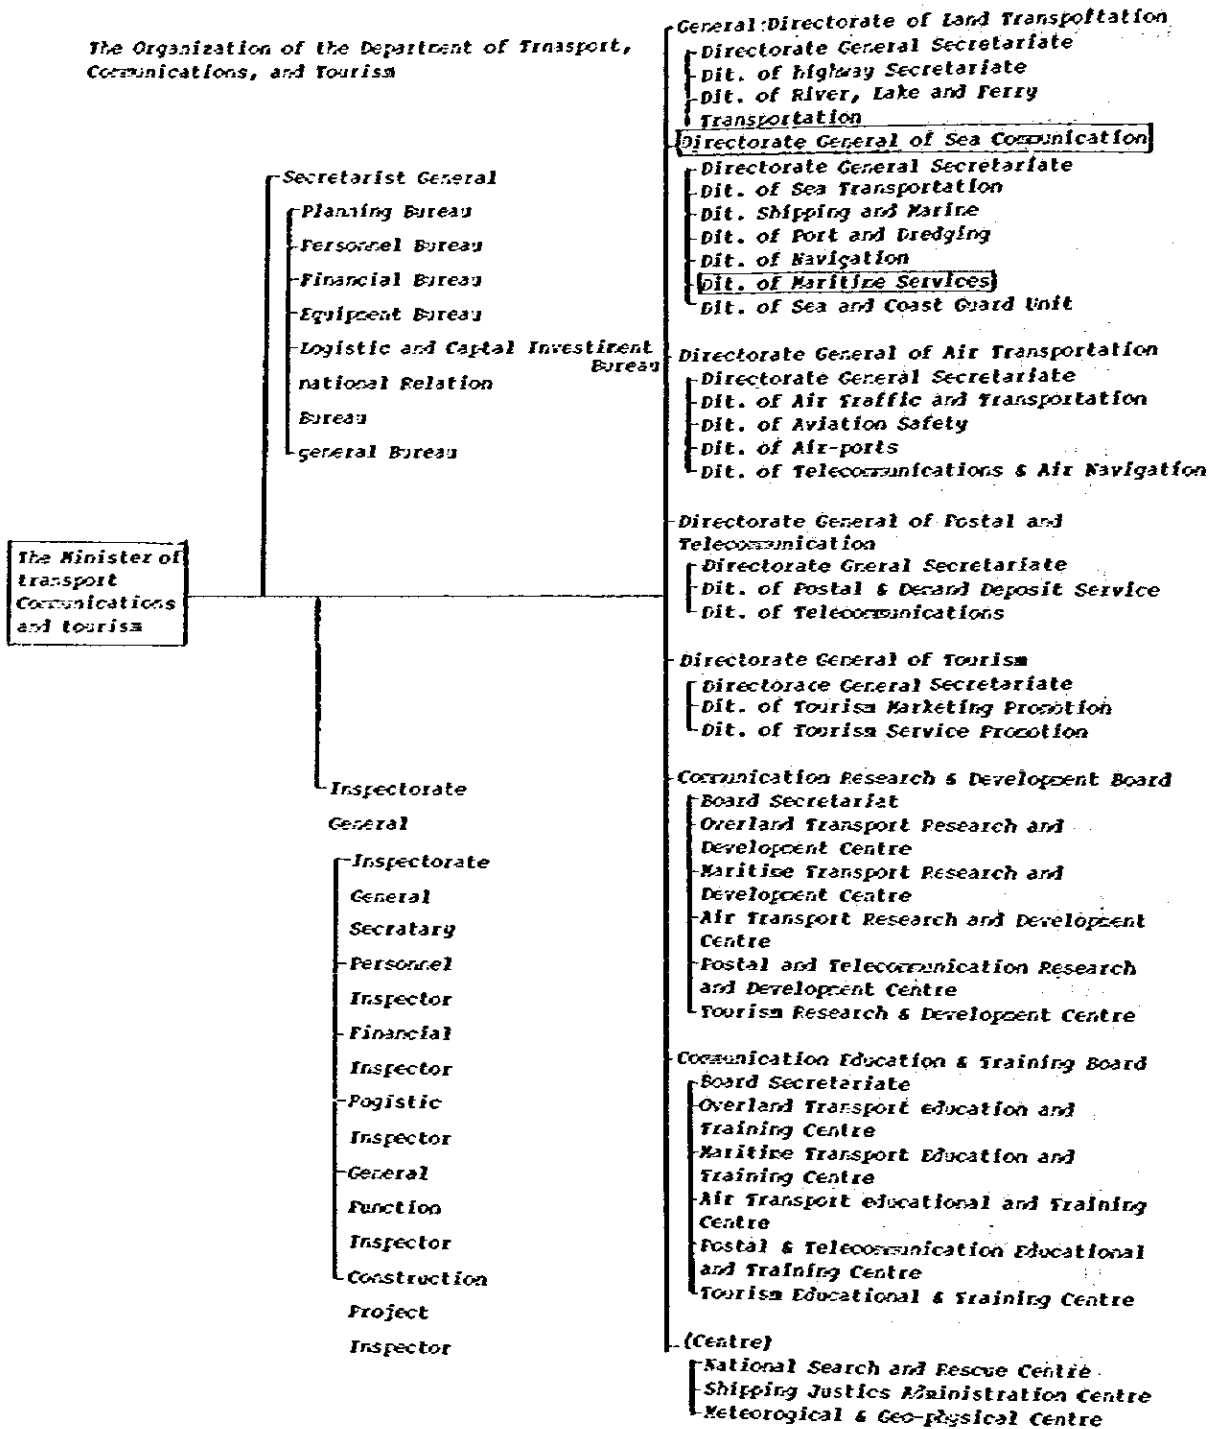 The Organization of the Department of Trnasport,
Communications, and Tourism
Secretarist General
Planning Bureau
Personnel Bureau
Financial Bureau
Equipment Bureau
Logistic and Captal Investirent
Bureau
national Relation
Bureau
general Bureau
The Minister of
transport
Communications
and tourism
Inspectorate
General
Inspectorate
General
Secratary
Personnel
Inspector
Financial
Inspector
Pogistic
Inspector
General
Function
Inspector
Construction
Project
Inspector
General Directorate of Land Transpoltation
Directorate General Secretariate
Dit. of highway Secretariate
Dit. of River, Lake and Ferry
Transportation
Directorate General of Sea Communication
Directorate General Secretariate
Dit. of Sea Transportation
Dit. Shipping and Marine
Dit. of Port and Dredging
Dit. of Navigation
Dit. of Maritime Services
Dit. of Sea and Coast Guard Unit
Directorate General of Air Transportation
Directorate General Secretariate
Dit. of Air Traffic and Transportation
Dit. of Aviation Safety
Dit. of Air-ports
Dit. of Telecommunications & Air Navigation
Directorate General of Postal and
Telecommunication
Directorate Gneral Secretariate
Dit. of Postal & Demand Deposit Service
Dit. of Telecommunications
Directorate General of Tourism
Directorace General Secretariate
Dit. of Tourism Marketing Promotion
Dit. of Tourism Service Promotion
Communication Research & Development Board
Board Secretariat
Overland Transport Research and
Development Centre
Maritime Transport Research and
Development Centre
Air Transport Research and Development
Centre
Postal and Telecommunication Research
and Development Centre
Tourism Research & Development Centre
Communication Education & Training Board
Board Secretariate
Overland Transport education and
Training Centre
Maritime Transport Education and
Training Centre
Air Transport educational and Training
Centre
Postal & Telecommunication Educational
and Training Centre
Tourism Educational & Training Centre
(Centre)
National Search and Rescue Centre
Shipping Justics Administration Centre
Meteorogical & Geo-physical Centre